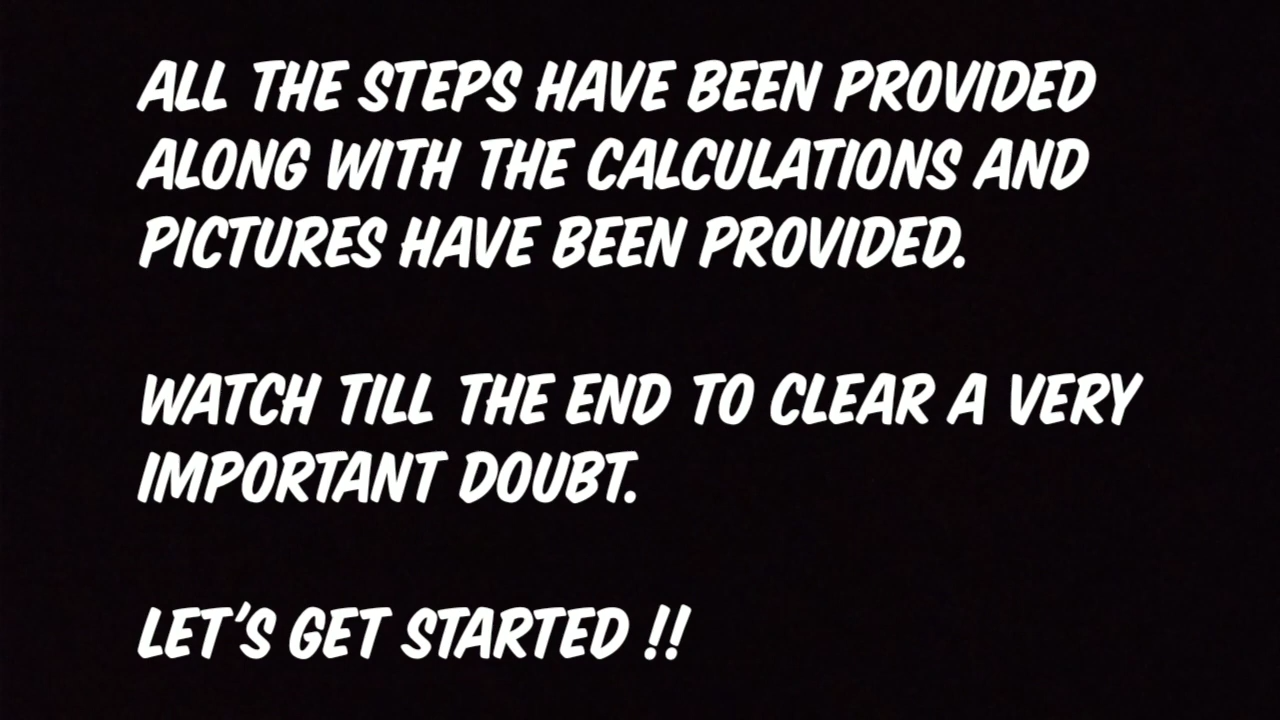 ALL THE STEPS HAVE BEEN PROVIDED
ALONG WITH THE CALCULATIONS AND
PICTURES HAVE BEEN PROVIDED.
WATCH TILL THE END TO CLEAR A VERY
IMPORTANT DOUBT.
LET'S GET STARTED !!